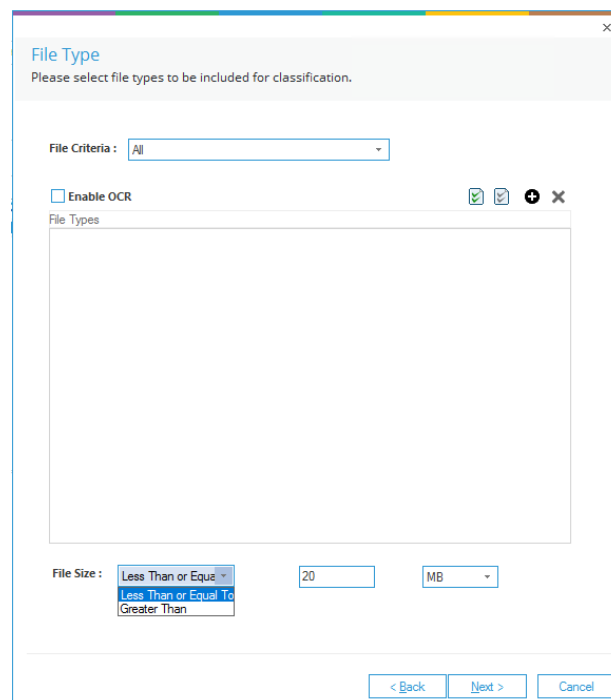 ×
File Type
Please select file types to be included for classification.
File Criteria : All
Enable OCR
File Types
File Size : Less Than or Equa 20 MB
Less Than or Equal To
Greater Than
< Back Next > Cancel